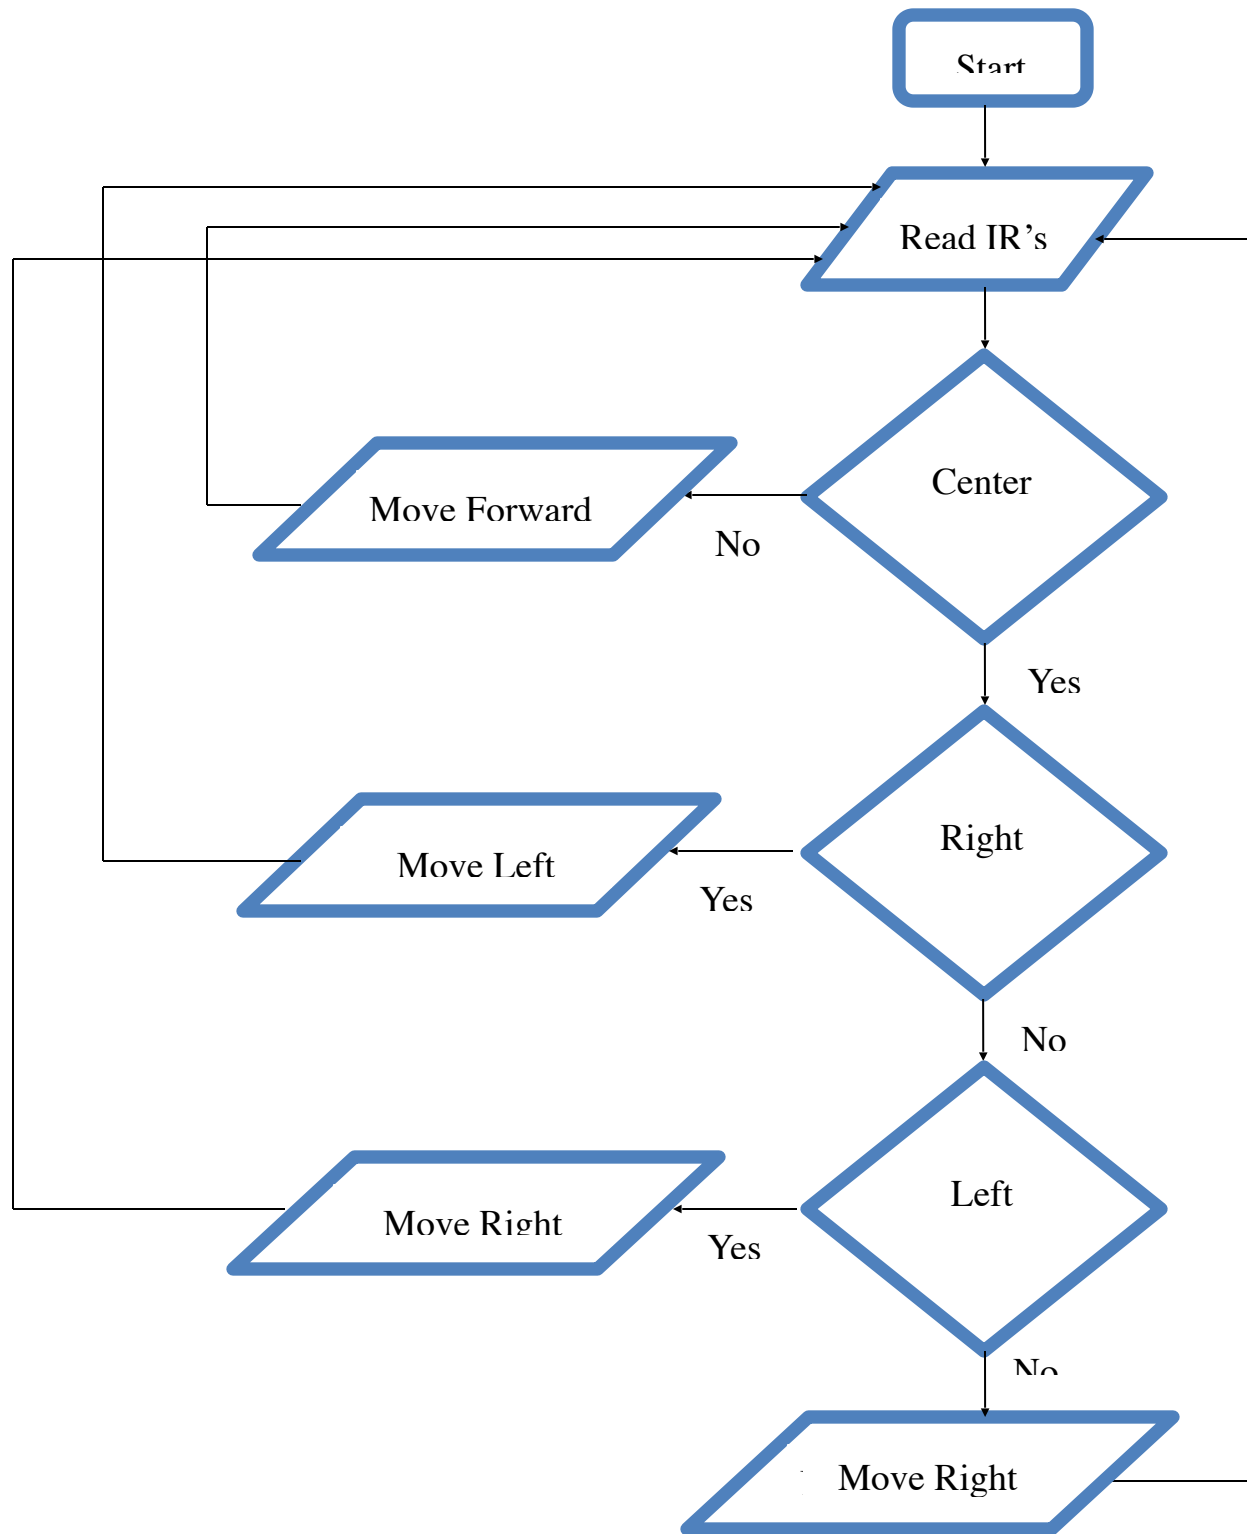 Start
Read IR’s
Center
Move Forward
No
Yes
Right
Move Left
Yes
No
Left
Move Right
Yes
No
Move Right